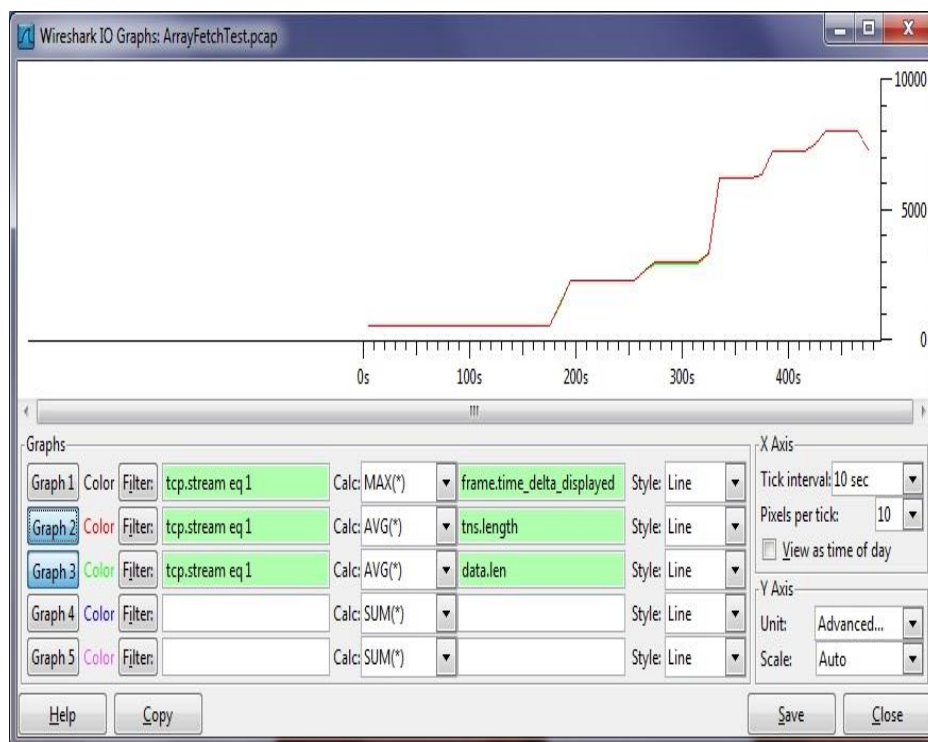 Wireshark IO Graphs: ArrayFetchTest.pcap
10000
5000
0
0s 100s 200s 300s 400s
Graphs
Graph 1 Color Filter: tcp.stream eq 1 Calc: MAX(*) frame.time_delta_displayed Style: Line
Graph 2 Color Filter: tcp.stream eq 1 Calc: AVG(*) tns.length Style: Line
Graph 3 Color Filter: tcp.stream eq 1 Calc: AVG(*) data.len Style: Line
Graph 4 Color Filter: Calc: SUM(*) Style: Line
Graph 5 Color Filter: Calc: SUM(*) Style: Line
X Axis
Tick interval: 10 sec
Pixels per tick: 10
View as time of day
Y Axis
Unit: Advanced...
Scale: Auto
Help Copy Save Close